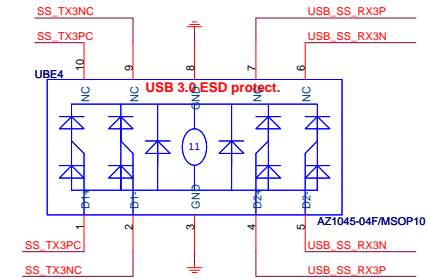 SS_TX3NC
USB_SS_RX3P
SS_TX3PC
USB_SS_RX3N
10
9
8
7
6
UBE4
USB 3.0 ESD protect.
NC
NC
GND
NC
NC
11
D1+
D1-
GND
D2+
D2-
AZ1045-04F/MSOP10
1
2
3
4
5
SS_TX3PC
USB_SS_RX3N
SS_TX3NC
USB_SS_RX3P